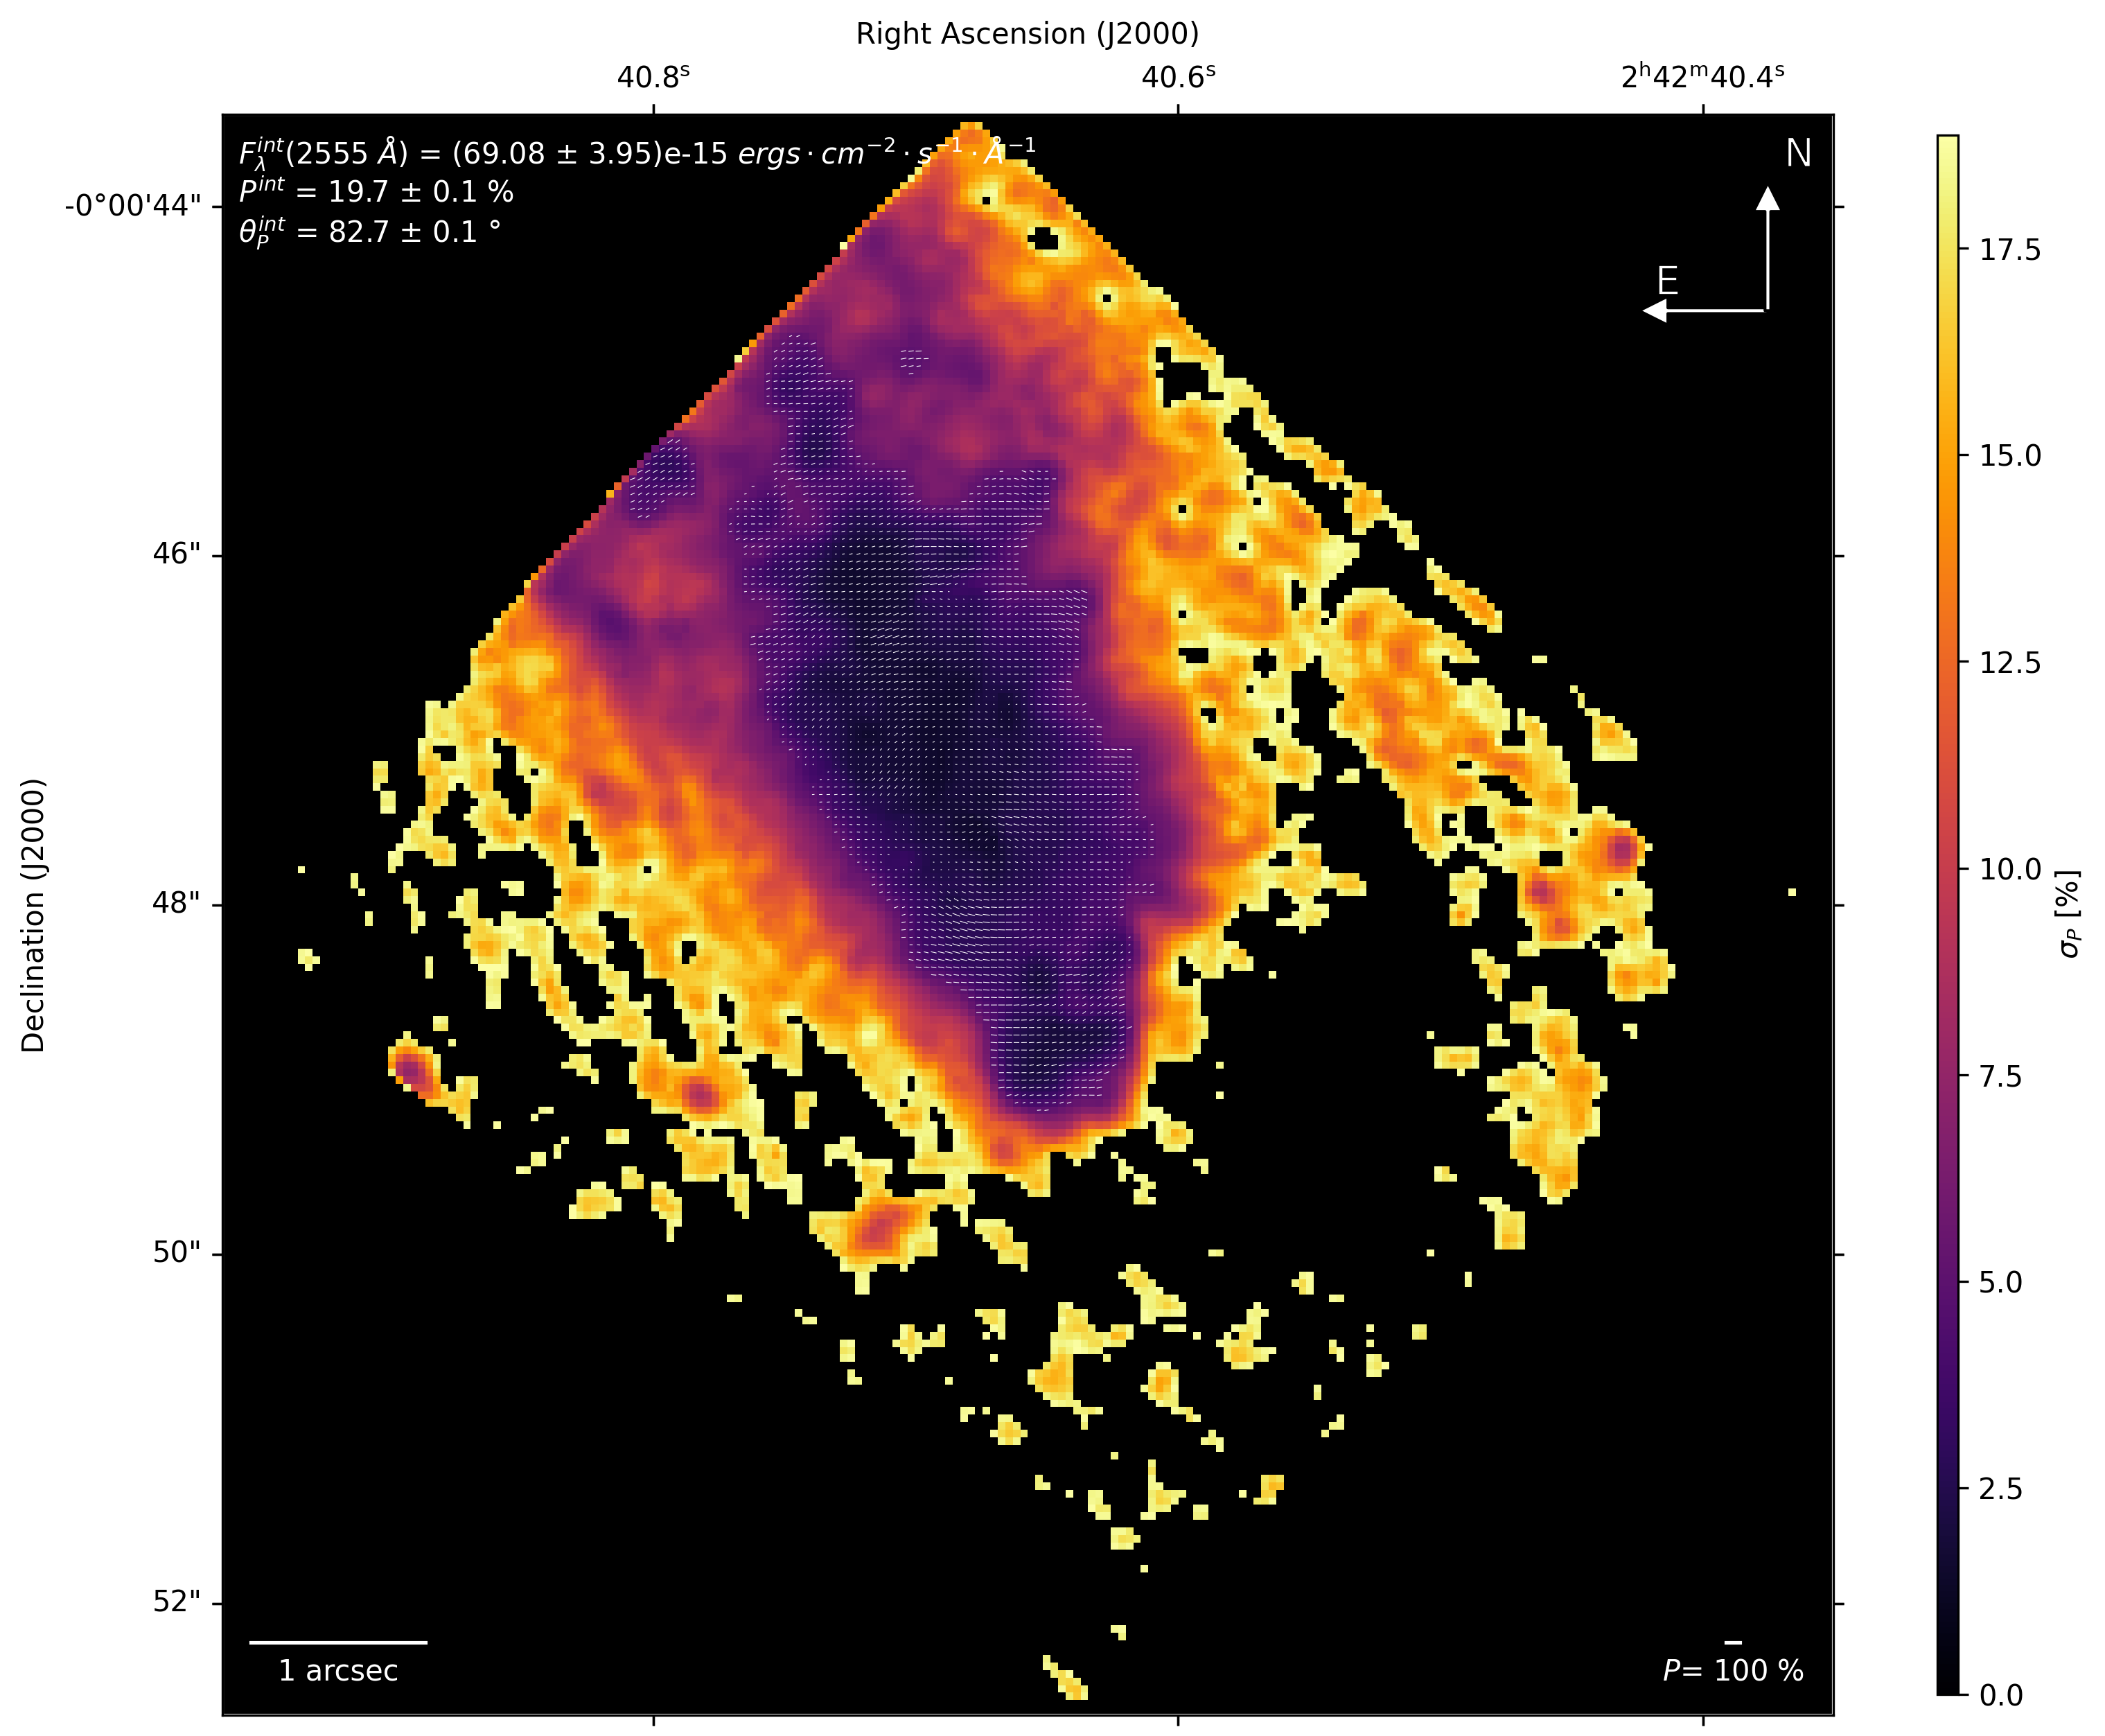 Right Ascension (J2000)
40.8ˢ 40.6ˢ 2ʰ42ᵐ40.4ˢ
F_λ^int(2555 Å) = (69.08 ± 3.95)e-15 ergs · cm⁻² · s⁻¹ · Å⁻¹
P^int = 19.7 ± 0.1 %
θ_P^int = 82.7 ± 0.1 °
N
E
-0°00'44"
46"
48"
50"
52"
Declination (J2000)
1 arcsec
P= 100 %
17.5
15.0
12.5
10.0
7.5
5.0
2.5
0.0
σ_P [%]